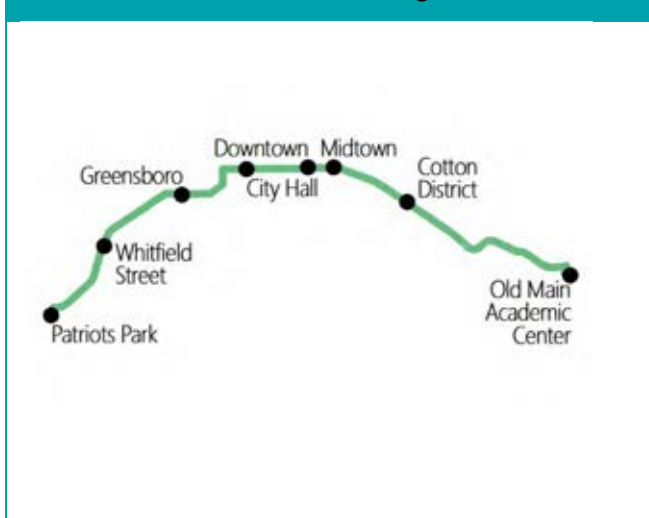 Downtown Midtown
Greensboro
City Hall
Cotton
District
Whitfield
Street
Patriots Park
Old Main
Academic
Center